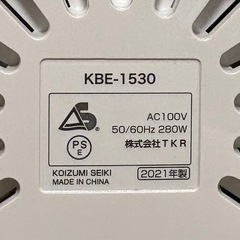 KBE-1530
S
AC100V
50/60Hz 280W
PS
E
株式会社TKR
KOIZUMI SEIKI
MADE IN CHINA
2021年製